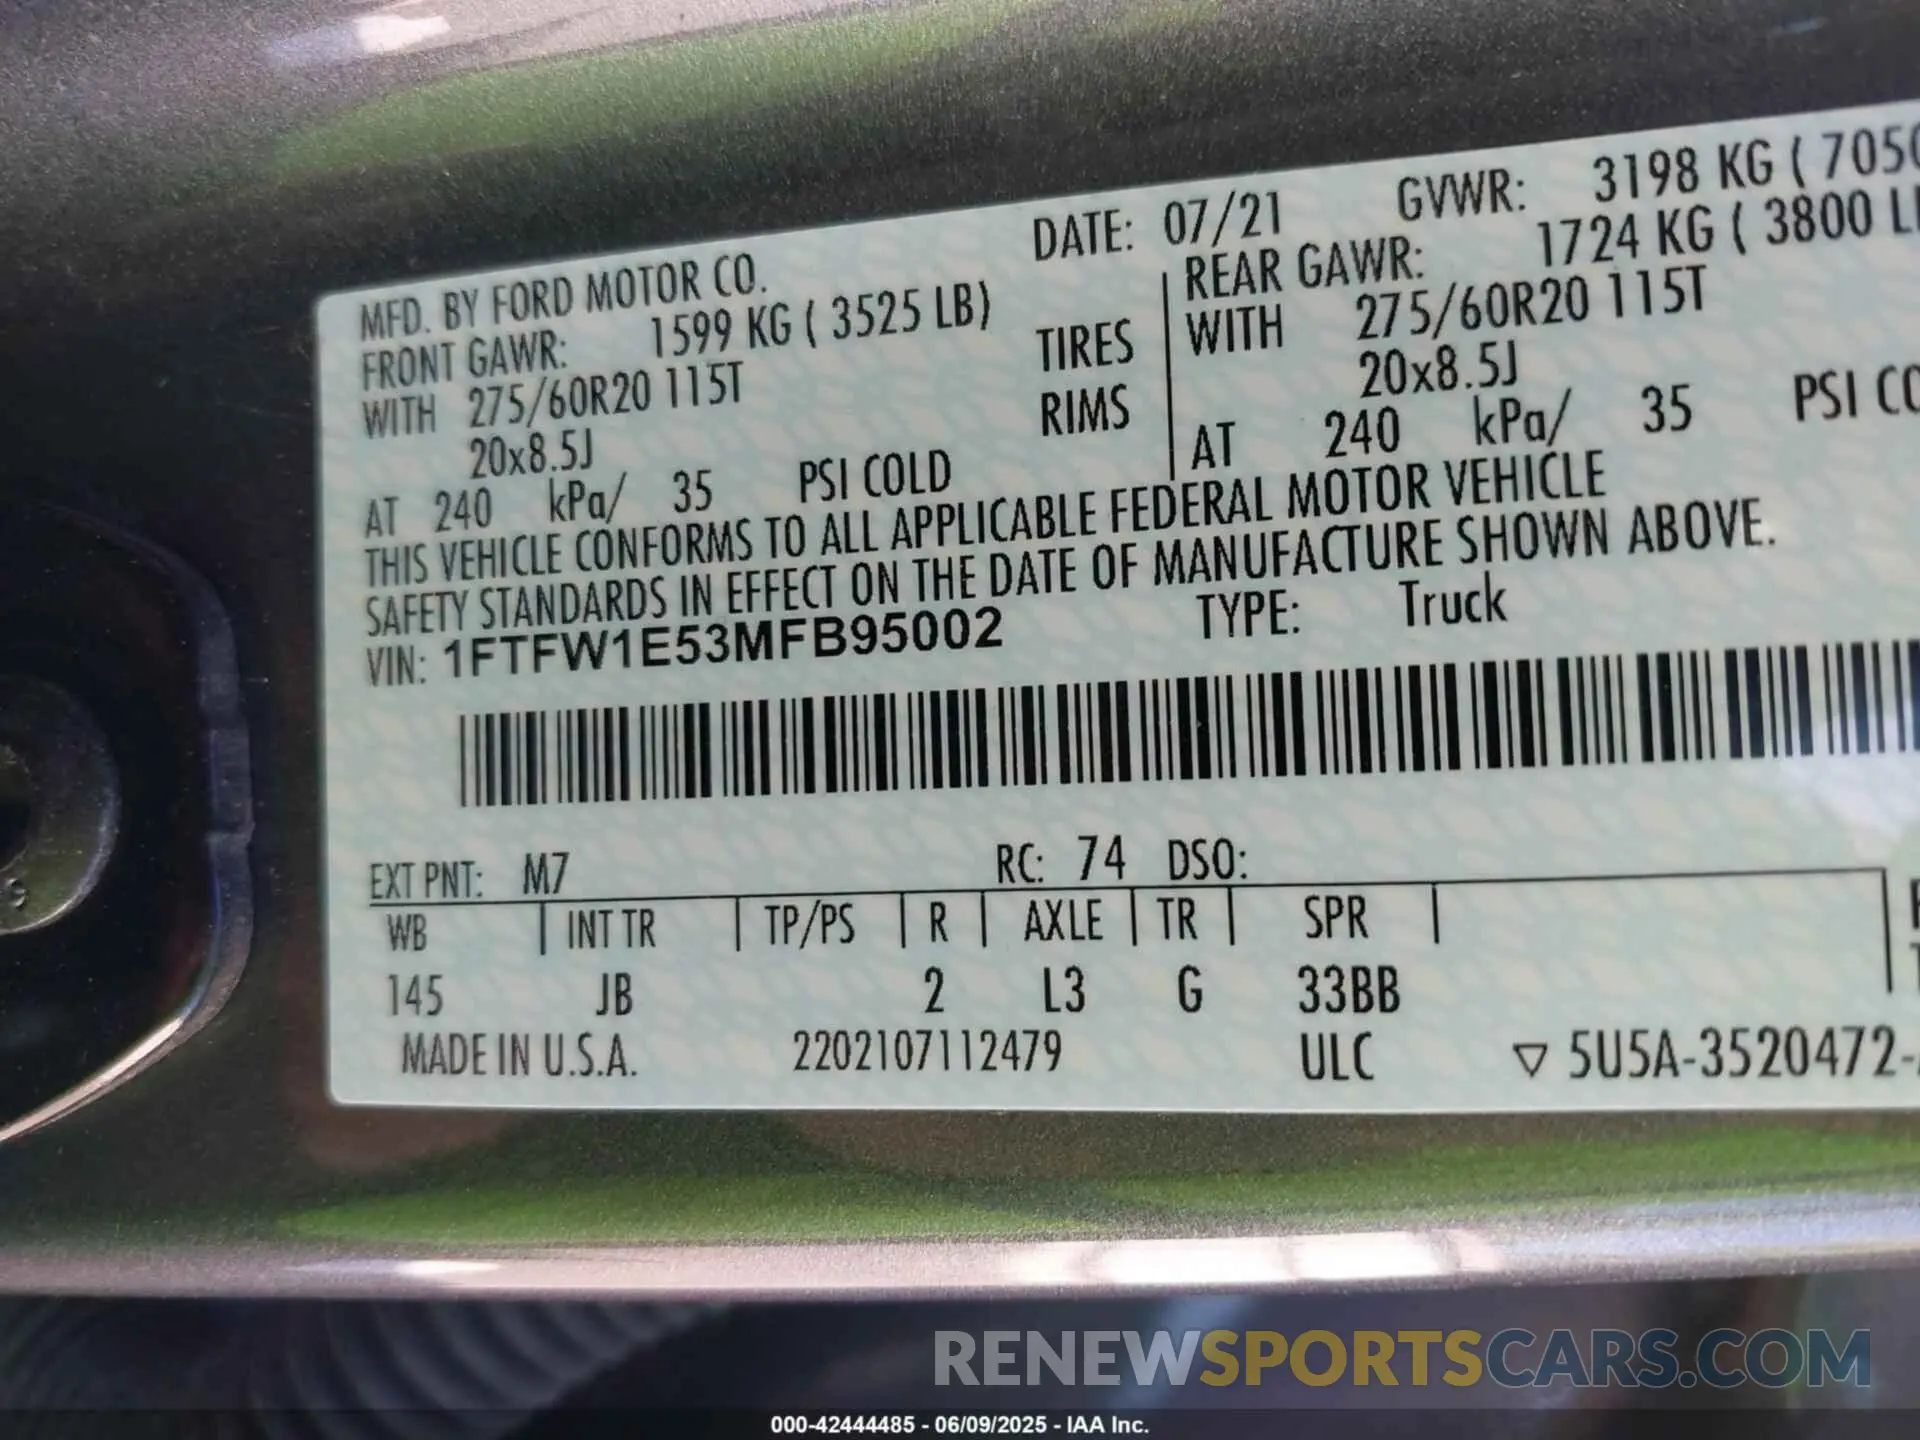 MFD. BY FORD MOTOR CO. DATE: 07/21 GVWR: 3198 KG ( 7050
FRONT GAWR: 1599 KG ( 3525 LB) REAR GAWR: 1724 KG ( 3800 L
WITH 275/60R20 115T TIRES WITH 275/60R20 115T
20x8.5J RIMS 20x8.5J
AT 240 kPa/ 35 PSI COLD AT 240 kPa/ 35 PSI CO
THIS VEHICLE CONFORMS TO ALL APPLICABLE FEDERAL MOTOR VEHICLE
SAFETY STANDARDS IN EFFECT ON THE DATE OF MANUFACTURE SHOWN ABOVE.
VIN: 1FTFW1E53MFB95002 TYPE: Truck
EXT PNT: M7 RC: 74 DSO:
WB INT TR TP/PS R AXLE TR SPR
145 JB 2 L3 G 33BB
MADE IN U.S.A. 2202107112479 ULC ▽ 5U5A-3520472-
RENEWSPORTSCARS.COM
000-42444485 - 06/09/2025 - IAA Inc.